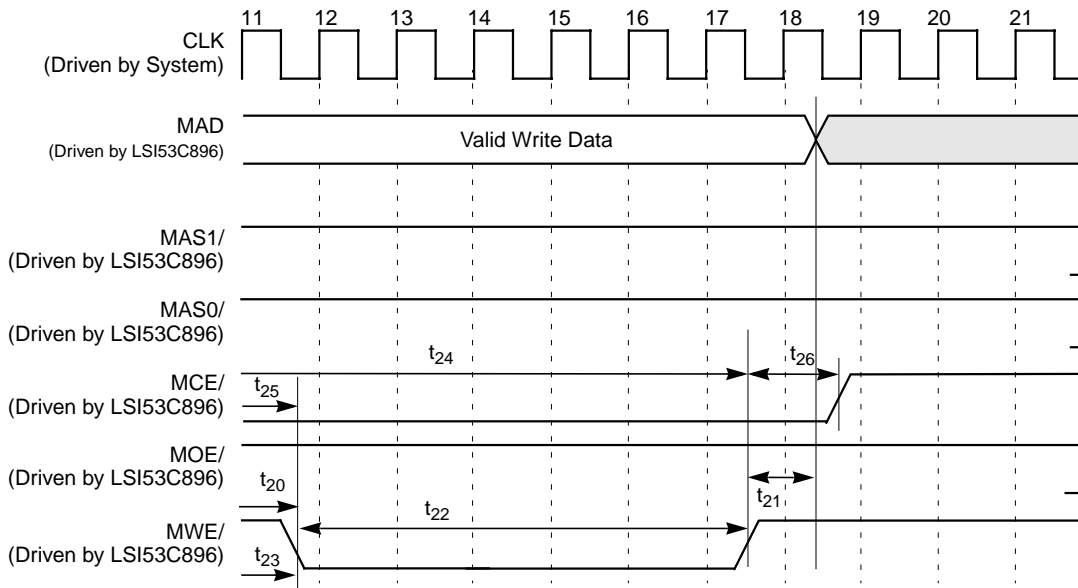 11 12 13 14 15 16 17 18 19 20 21
CLK
(Driven by System)
MAD
(Driven by LSI53C896)
Valid Write Data
MAS1/
(Driven by LSI53C896)
MAS0/
(Driven by LSI53C896)
t24
t26
MCE/
(Driven by LSI53C896)
t25
MOE/
(Driven by LSI53C896)
t20
t21
t22
MWE/
(Driven by LSI53C896)
t23